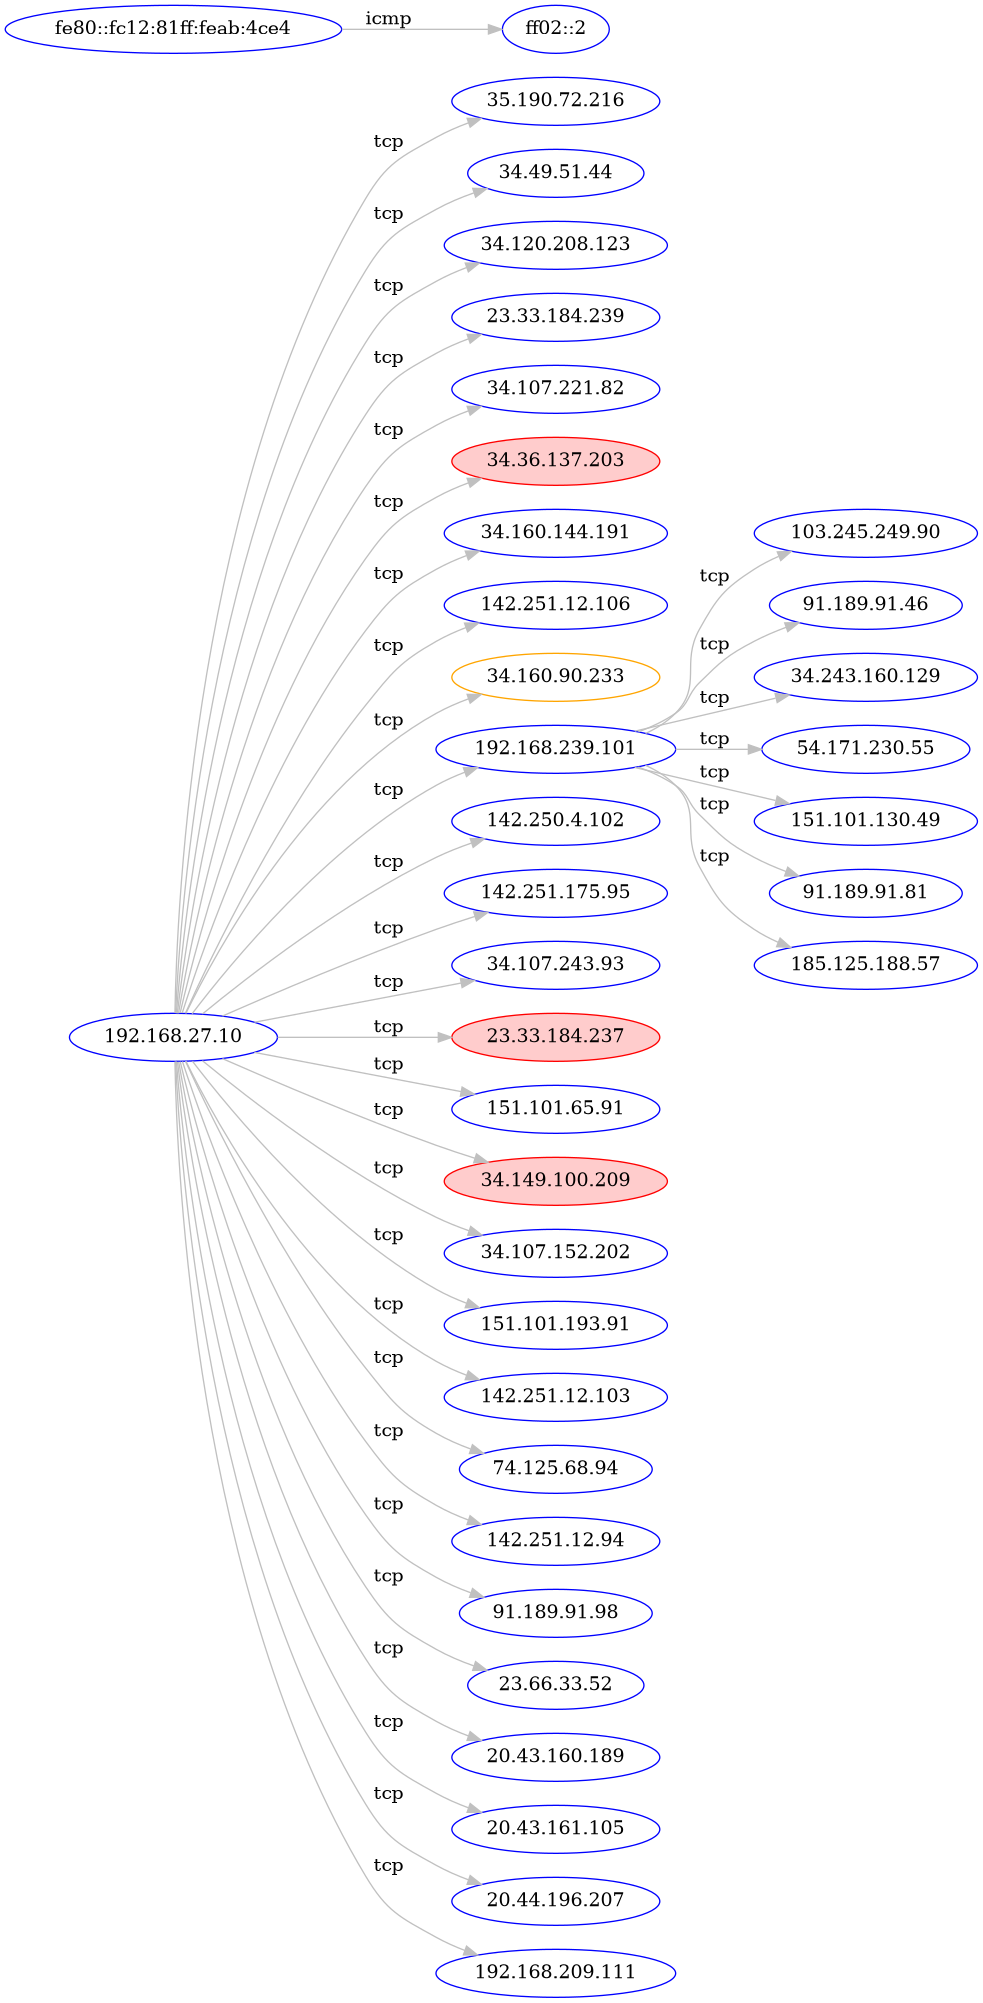 fe80::fc12:81ff:feab:4ce4
icmp
ff02::2
tcp
35.190.72.216
tcp
34.49.51.44
tcp
34.120.208.123
tcp
23.33.184.239
tcp
34.107.221.82
tcp
34.36.137.203
tcp
34.160.144.191
tcp
142.251.12.106
tcp
34.160.90.233
tcp
192.168.239.101
tcp
142.250.4.102
tcp
142.251.175.95
tcp
34.107.243.93
192.168.27.10
tcp
23.33.184.237
tcp
151.101.65.91
tcp
34.149.100.209
tcp
34.107.152.202
tcp
151.101.193.91
tcp
142.251.12.103
tcp
74.125.68.94
tcp
142.251.12.94
tcp
91.189.91.98
tcp
23.66.33.52
tcp
20.43.160.189
tcp
20.43.161.105
tcp
20.44.196.207
tcp
192.168.209.111
tcp
103.245.249.90
tcp
91.189.91.46
tcp
34.243.160.129
tcp
54.171.230.55
tcp
151.101.130.49
tcp
91.189.91.81
tcp
185.125.188.57